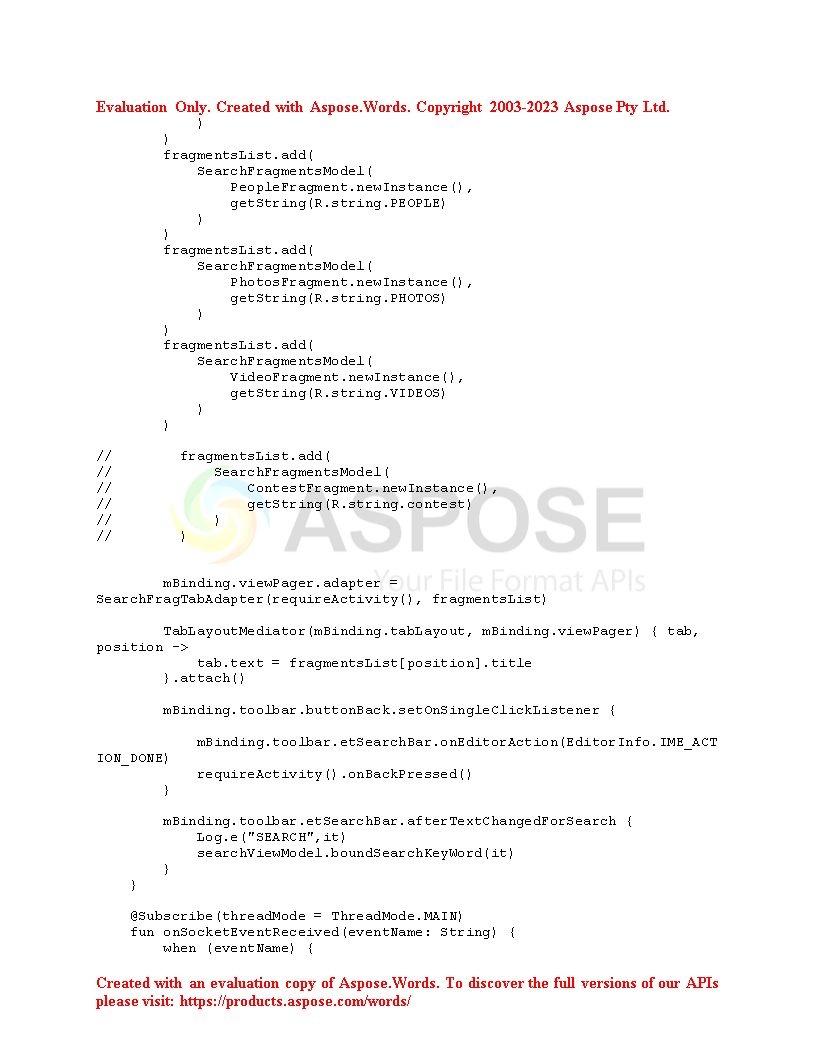 Evaluation Only. Created with Aspose.Words. Copyright 2003-2023 Aspose Pty Ltd.
            )
        )
        fragmentsList.add(
            SearchFragmentsModel(
                PeopleFragment.newInstance(),
                getString(R.string.PEOPLE)
            )
        )
        fragmentsList.add(
            SearchFragmentsModel(
                PhotosFragment.newInstance(),
                getString(R.string.PHOTOS)
            )
        )
        fragmentsList.add(
            SearchFragmentsModel(
                VideoFragment.newInstance(),
                getString(R.string.VIDEOS)
            )
        )
//        fragmentsList.add(
//            SearchFragmentsModel(
//                ContestFragment.newInstance(),
//                getString(R.string.contest)
//            )
//        )
ASPOSE
Your File Format APIs
        mBinding.viewPager.adapter =
SearchFragTabAdapter(requireActivity(), fragmentsList)
        TabLayoutMediator(mBinding.tabLayout, mBinding.viewPager) { tab,
position ->
            tab.text = fragmentsList[position].title
        }.attach()
        mBinding.toolbar.buttonBack.setOnSingleClickListener {
            mBinding.toolbar.etSearchBar.onEditorAction(EditorInfo.IME_ACT
ION_DONE)
            requireActivity().onBackPressed()
        }
        mBinding.toolbar.etSearchBar.afterTextChangedForSearch {
            Log.e("SEARCH",it)
            searchViewModel.boundSearchKeyWord(it)
        }
    }
    @Subscribe(threadMode = ThreadMode.MAIN)
    fun onSocketEventReceived(eventName: String) {
        when (eventName) {
Created with an evaluation copy of Aspose.Words. To discover the full versions of our APIs
please visit: https://products.aspose.com/words/